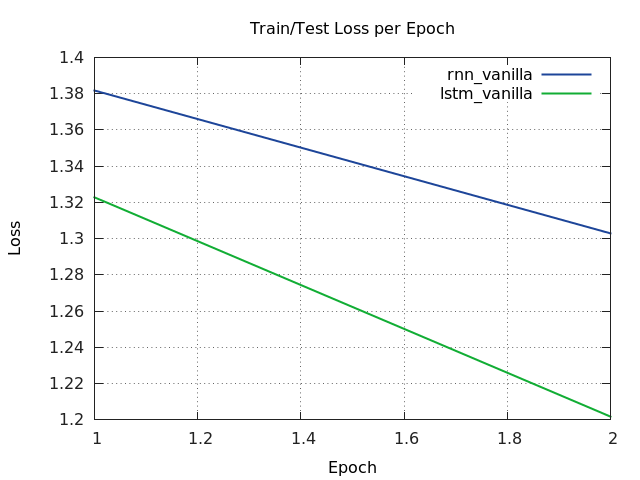 Train/Test Loss per Epoch
rnn_vanilla
lstm_vanilla
1.4
1.38
1.36
1.34
1.32
1.3
1.28
1.26
1.24
1.22
1.2
Loss
1 1.2 1.4 1.6 1.8 2
Epoch